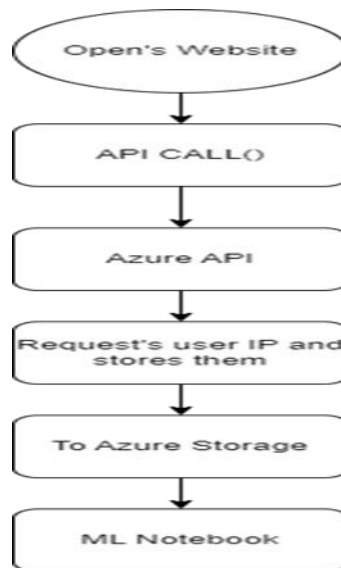 Open's Website
API CALL()
Azure API
Request's user IP and
stores them
To Azure Storage
ML Notebook